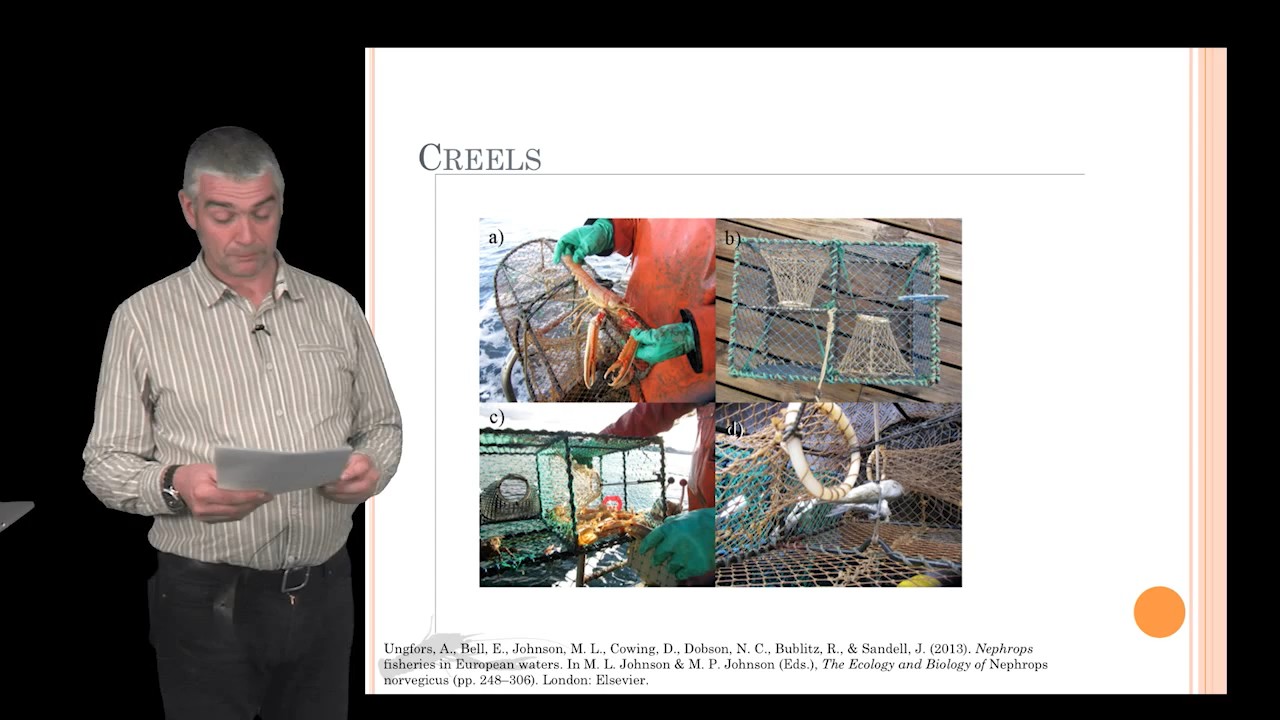 CREELS
a)
b)
c)
d)
Ungfors, A., Bell, E., Johnson, M. L., Cowing, D., Dobson, N. C., Bublitz, R., & Sandell, J. (2013). Nephrops
fisheries in European waters. In M. L. Johnson & M. P. Johnson (Eds.), The Ecology and Biology of Nephrops
norvegicus (pp. 248–306). London: Elsevier.